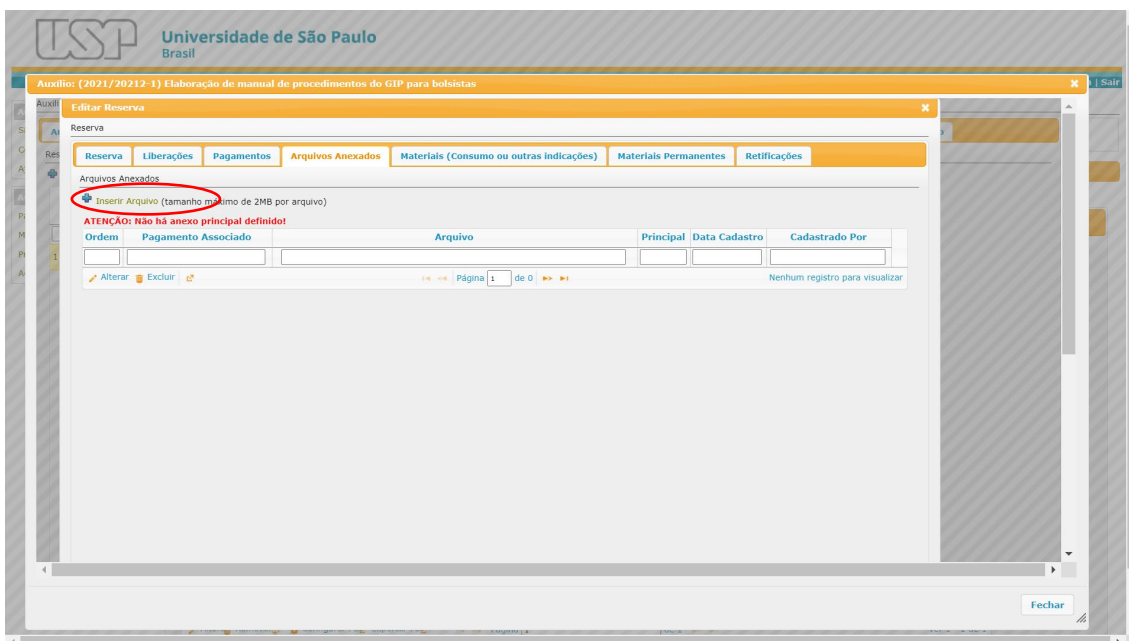 USP
Universidade de São Paulo
Brasil
| Sair
Auxílio: (2021/20212-1) Elaboração de manual de procedimentos do GIP para bolsistas
Editar Reserva
Reserva
Reserva Liberações Pagamentos Arquivos Anexados Materiais (Consumo ou outras indicações) Materiais Permanentes Retificações
Arquivos Anexados
Inserir Arquivo (tamanho máximo de 2MB por arquivo)
ATENÇÃO: Não há anexo principal definido!
Ordem Pagamento Associado Arquivo Principal Data Cadastro Cadastrado Por
Alterar Excluir Página 1 de 0 Nenhum registro para visualizar
Fechar